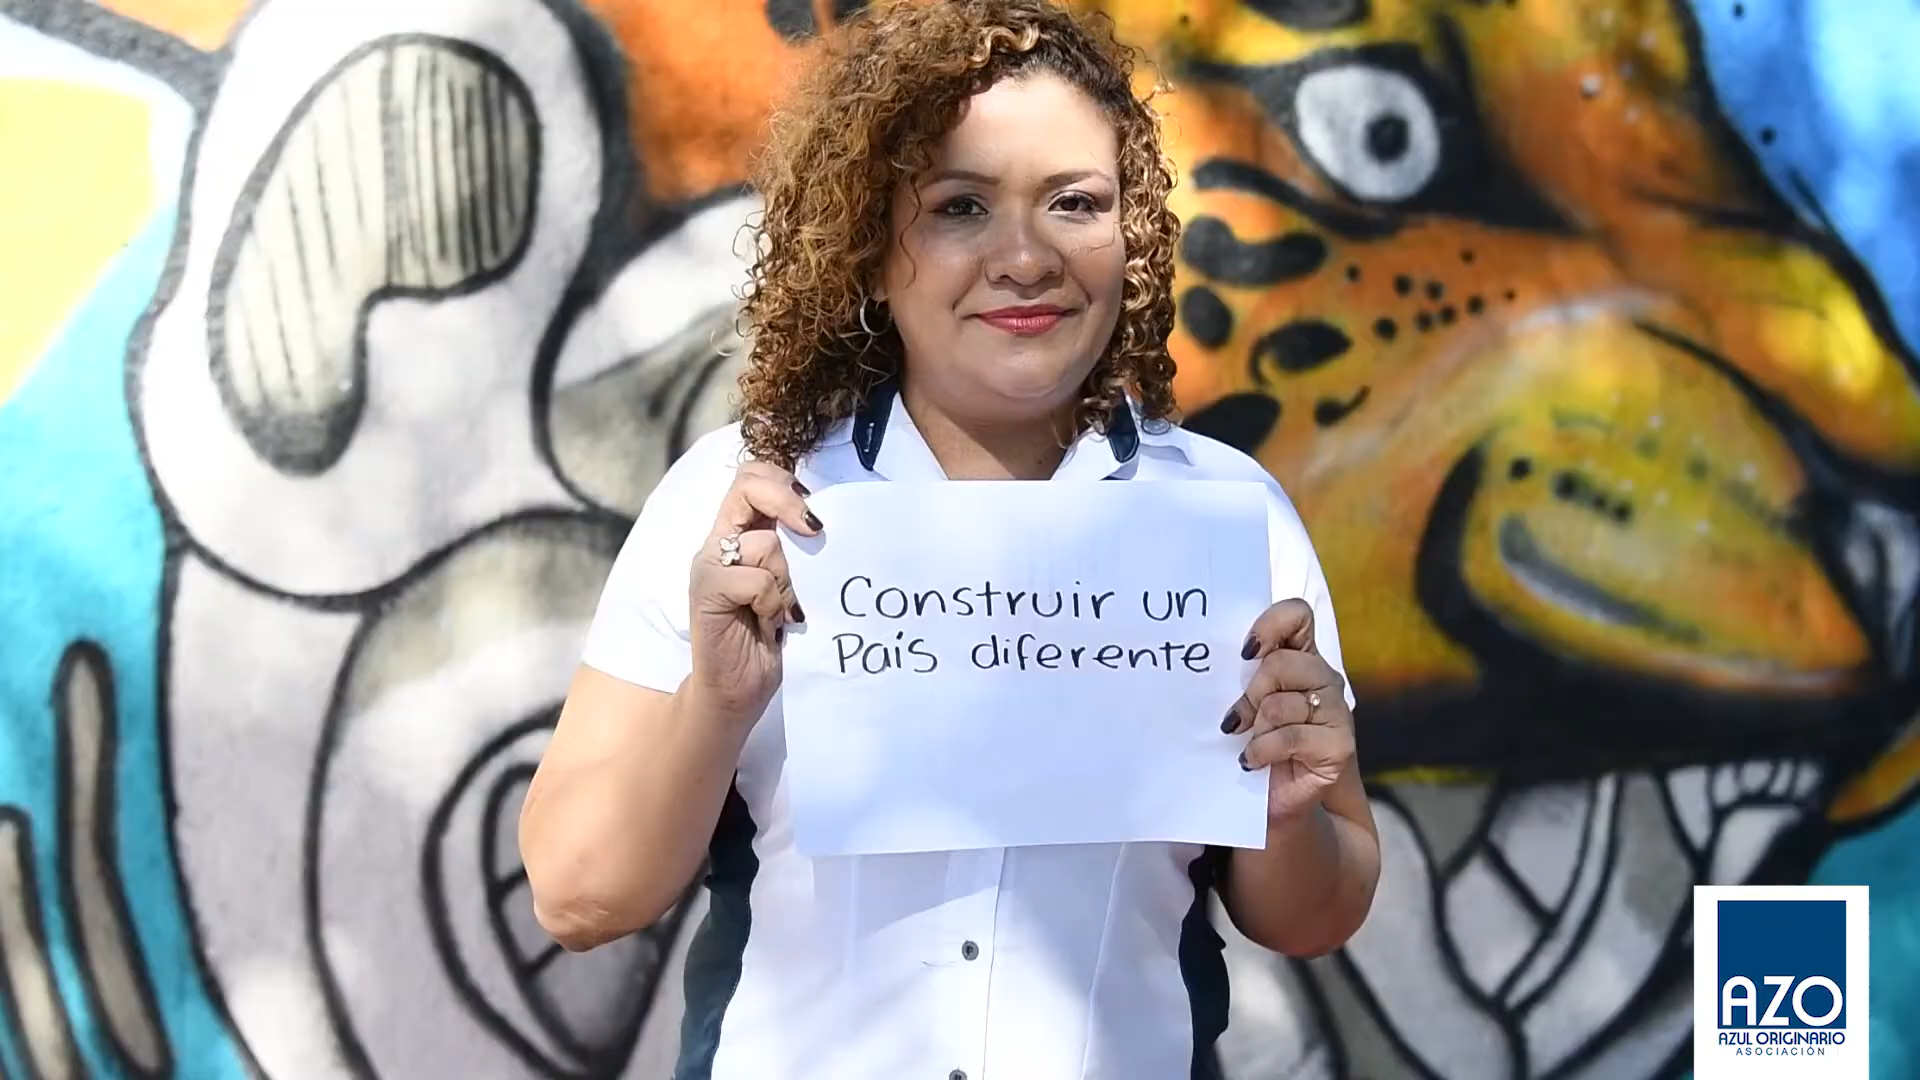 Construir un
País diferente
AZO
AZUL ORIGINARIO
ASOCIACIÓN